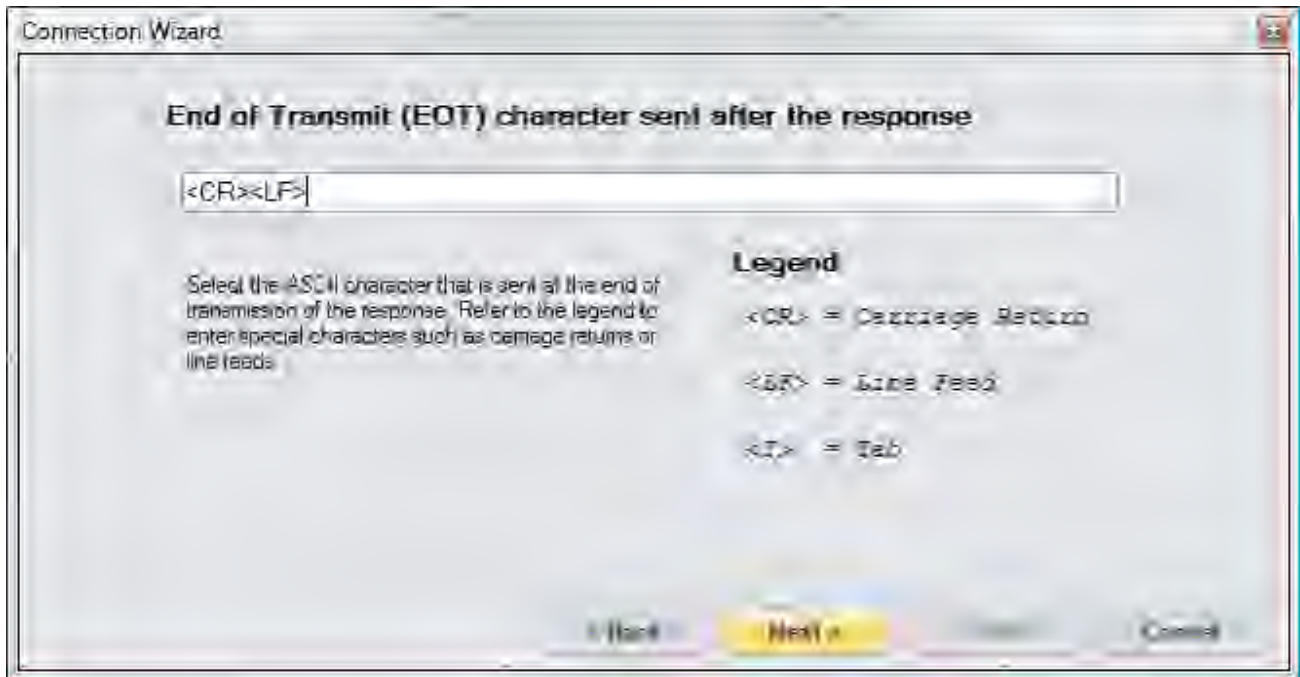 Connection Wizard
End of Transmit (EOT) character sent after the response
<CR><LF>
Select the ASCII character that is sent at the end of
transmission of the response. Refer to the legend to
enter special characters such as carriage returns or
line feeds
Legend
<CR> = Carriage Return
<LF> = Line Feed
<T> = Tab
< Back
Next >
Cancel